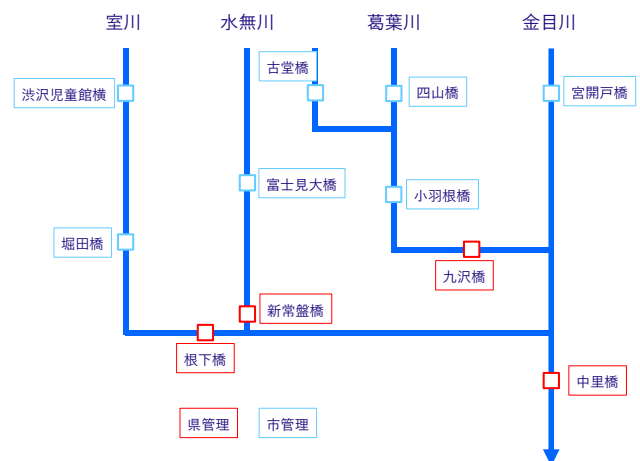 室川
水無川
葛葉川
金目川
古堂橋
渋沢児童館横
四山橋
宮開戸橋
富士見大橋
小羽根橋
堀田橋
九沢橋
新常盤橋
根下橋
中里橋
県管理
市管理